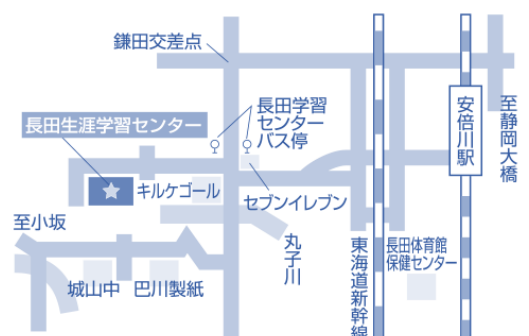 鎌田交差点
長田学習
センター
バス停
長田生涯学習センター
安倍川駅
至静岡大橋
キルケゴール
セブンイレブン
至小坂
丸子川
東海道新幹線
長田体育館
保健センター
城山中
巴川製紙